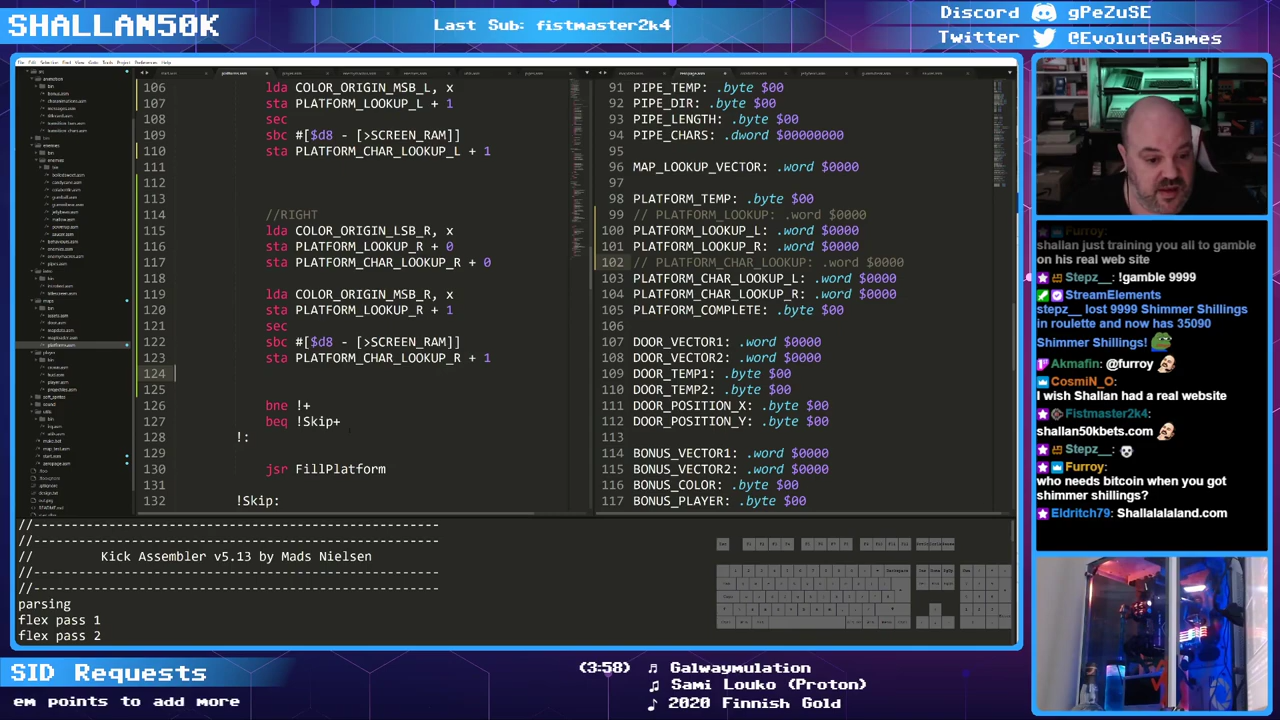 SHALLAN50K
Last Sub: fistmaster2k4
Discord gPeZuSE
Twitter @EvoluteGames
106 lda COLOR_ORIGIN_MSB_L, x
107 sta PLATFORM_LOOKUP_L + 1
108 sec
109 sbc #[$d8 - [>SCREEN_RAM]]
110 sta PLATFORM_CHAR_LOOKUP_L + 1
111
112
113
114 //RIGHT
115 lda COLOR_ORIGIN_LSB_R, x
116 sta PLATFORM_LOOKUP_R + 0
117 sta PLATFORM_CHAR_LOOKUP_R + 0
118
119 lda COLOR_ORIGIN_MSB_R, x
120 sta PLATFORM_LOOKUP_R + 1
121 sec
122 sbc #[$d8 - [>SCREEN_RAM]]
123 sta PLATFORM_CHAR_LOOKUP_R + 1
124
125
126 bne !+
127 beq !Skip+
128 !:
129
130 jsr FillPlatform
131
132 !Skip:
91 PIPE_TEMP: .byte $00
92 PIPE_DIR: .byte $00
93 PIPE_LENGTH: .byte $00
94 PIPE_CHARS: .dword $00000000
95
96 MAP_LOOKUP_VECTOR: .word $0000
97
98 PLATFORM_TEMP: .byte $00
99 // PLATFORM_LOOKUP: .word $0000
100 PLATFORM_LOOKUP_L: .word $0000
101 PLATFORM_LOOKUP_R: .word $0000
102 // PLATFORM_CHAR_LOOKUP: .word $0000
103 PLATFORM_CHAR_LOOKUP_L: .word $0000
104 PLATFORM_CHAR_LOOKUP_R: .word $0000
105 PLATFORM_COMPLETE: .byte $00
106
107 DOOR_VECTOR1: .word $0000
108 DOOR_VECTOR2: .word $0000
109 DOOR_TEMP1: .byte $00
110 DOOR_TEMP2: .byte $00
111 DOOR_POSITION_X: .byte $00
112 DOOR_POSITION_Y: .byte $00
113
114 BONUS_VECTOR1: .word $0000
115 BONUS_VECTOR2: .word $0000
116 BONUS_COLOR: .byte $00
117 BONUS_PLAYER: .byte $00
//--------------------------------------------------
//--------------------------------------------------
// Kick Assembler v5.13 by Mads Nielsen
//--------------------------------------------------
//--------------------------------------------------
parsing
flex pass 1
flex pass 2
Furroy:
shallan just training you all to gamble
on his real web site
Stepz__: !gamble 9999
StreamElements:
stepz__ lost 9999 Shimmer Shillings
in roulette and now has 35090
Shimmer Shillings!
Akmafin: @furroy
CosmiN_O:
I wish Shallan had a real website
Fistmaster2k4:
shallan50kbets.com
Stepz__:
Furroy:
who needs bitcoin when you got
shimmer shillings?
Eldritch79: Shallalalaland.com
SID Requests
em points to add more
(3:58) Galwaymulation
Sami Louko (Proton)
2020 Finnish Gold